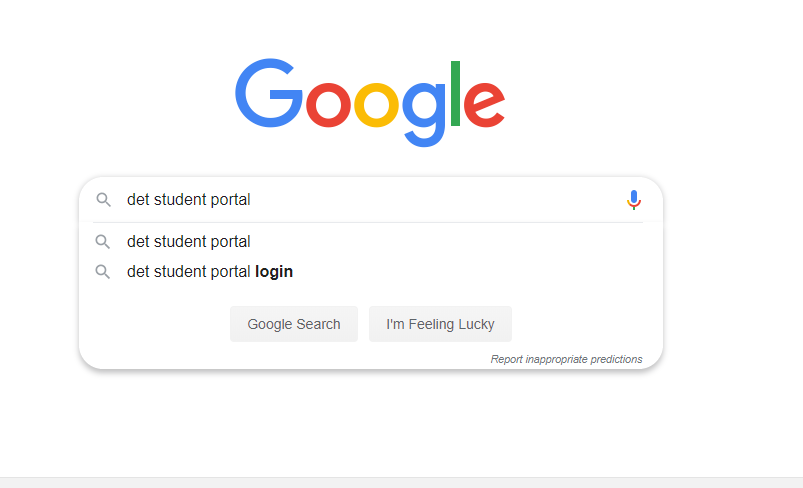 Google
det student portal
det student portal
det student portal login
Google Search I'm Feeling Lucky
Report inappropriate predictions